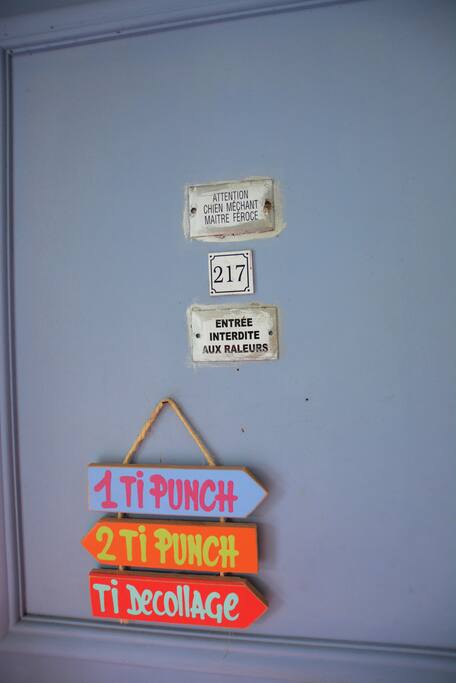 ATTENTION
CHIEN MÉCHANT
MAITRE FÉROCE
217
ENTRÉE
INTERDITE
AUX RALEURS
1 Ti PUNCH
2 Ti PUNCH
Ti DeCOLLAGe